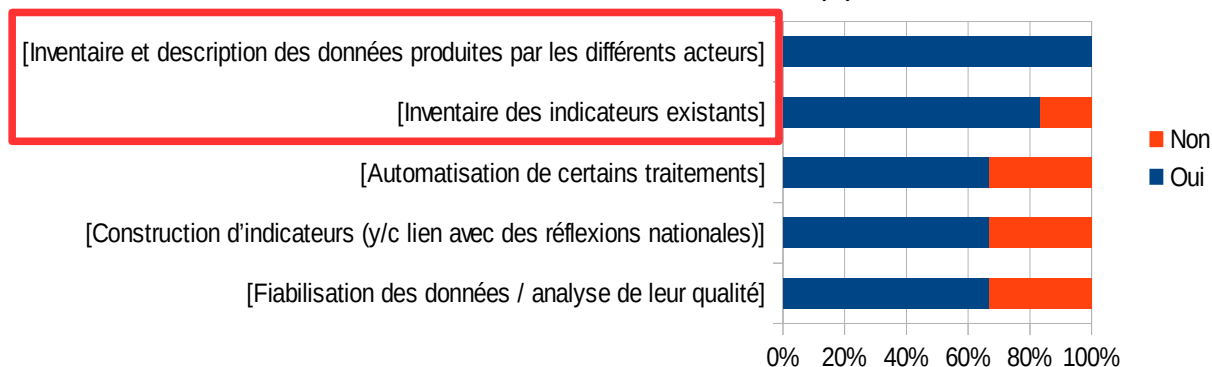 [Inventaire et description des données produites par les différents acteurs]
[Inventaire des indicateurs existants]
[Automatisation de certains traitements]
[Construction d’indicateurs (y/c lien avec des réflexions nationales)]
[Fiabilisation des données / analyse de leur qualité]
Non
Oui
0% 20% 40% 60% 80% 100%